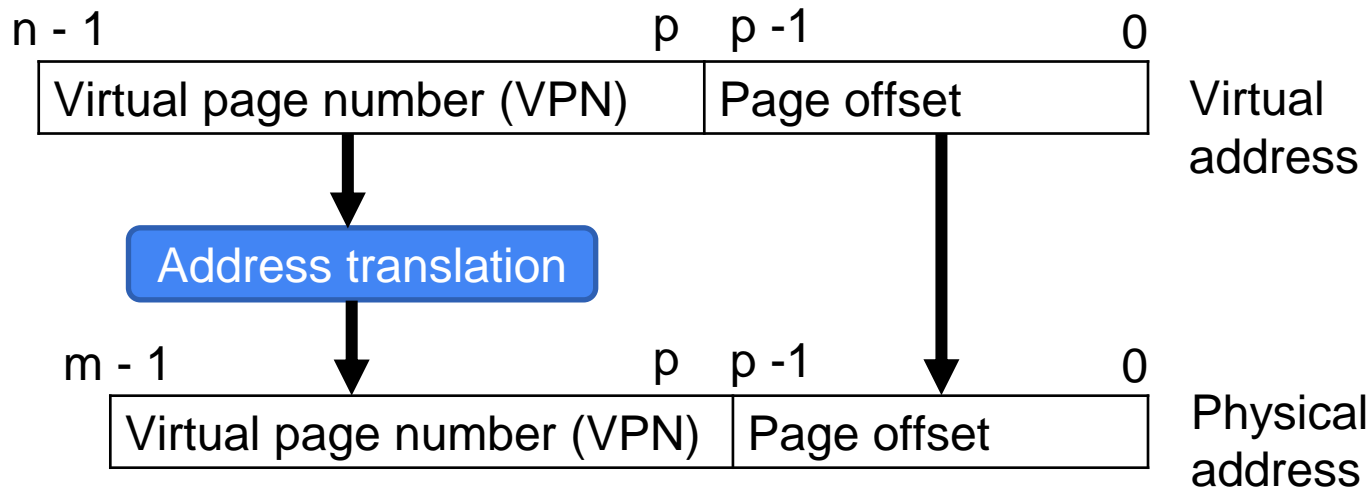 n - 1 p p -1 0
Virtual page number (VPN) Page offset
Virtual
address
Address translation
m - 1 p p -1 0
Virtual page number (VPN) Page offset
Physical
address